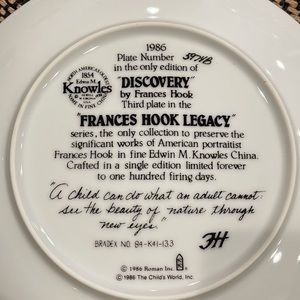 1986
Plate Number
in the only edition of
"DISCOVERY"
by Frances Hook
Third plate in the
"FRANCES HOOK LEGACY"
series, the only collection to preserve the
significant works of American portraitist
Frances Hook in fine Edwin M. Knowles China.
Crafted in a single edition limited forever
to one hundred firing days.
"A child can do what an adult cannot:
see the beauty of nature through
new eyes."
BRADEX NO. 84-K41-13.3
FH
© 1986 Roman Inc.
© 1986 The Child's World, Inc.
1854
Edwin M.
Knowles